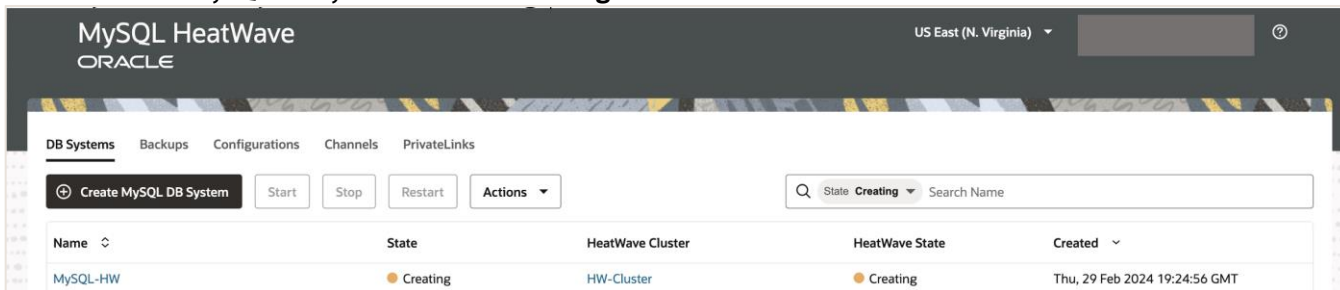 MySQL HeatWave
ORACLE
US East (N. Virginia)
DB Systems Backups Configurations Channels PrivateLinks
Create MySQL DB System Start Stop Restart Actions State Creating Search Name
Name State HeatWave Cluster HeatWave State Created
MySQL-HW Creating HW-Cluster Creating Thu, 29 Feb 2024 19:24:56 GMT